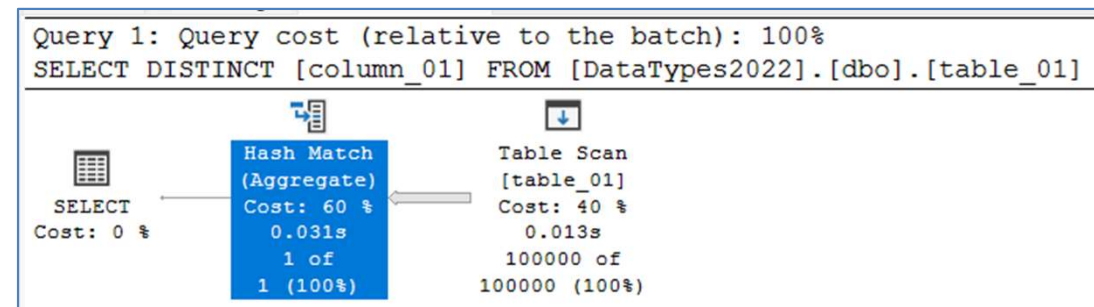 Query 1: Query cost (relative to the batch): 100%
SELECT DISTINCT [column_01] FROM [DataTypes2022].[dbo].[table_01]
SELECT
Cost: 0 %
Hash Match
(Aggregate)
Cost: 60 %
0.031s
1 of
1 (100%)
Table Scan
[table_01]
Cost: 40 %
0.013s
100000 of
100000 (100%)